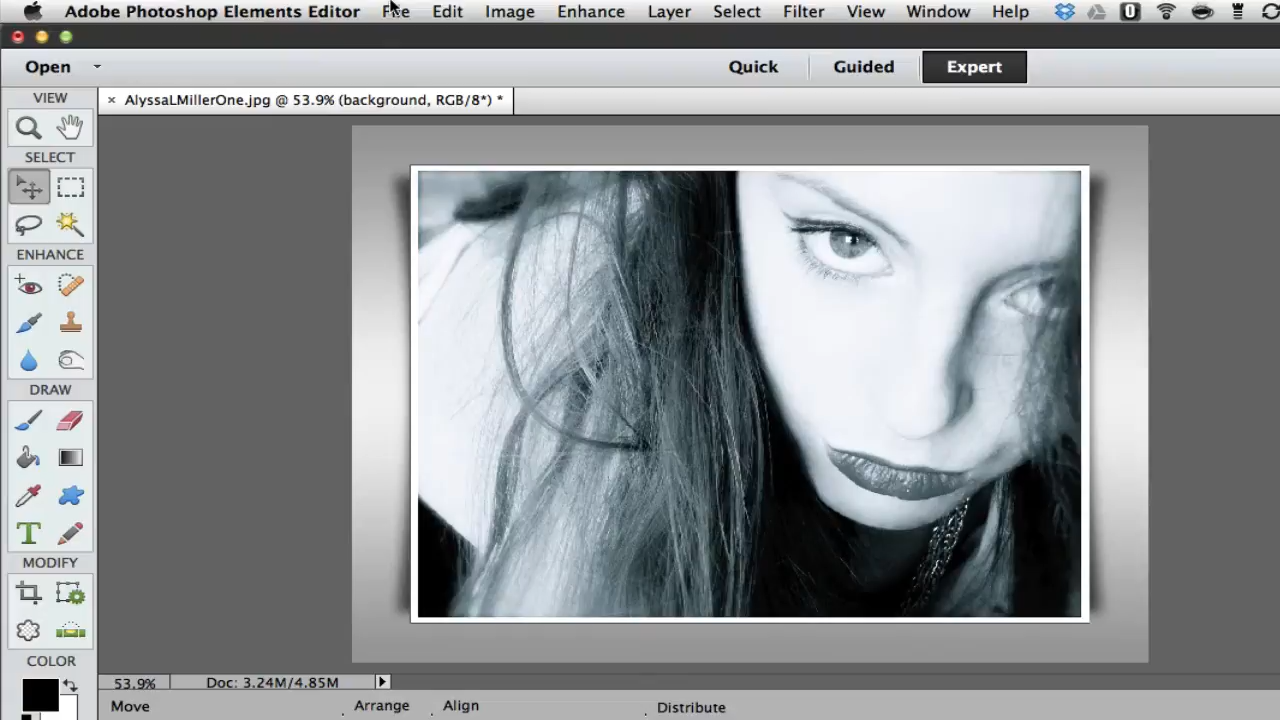 Adobe Photoshop Elements Editor File Edit Image Enhance Layer Select Filter View Window Help
Open Quick Guided Expert
VIEW
× AlyssaLMillerOne.jpg @ 53.9% (background, RGB/8*) *
SELECT
ENHANCE
DRAW
T
MODIFY
COLOR
53.9% Doc: 3.24M/4.85M
Move Arrange Align Distribute